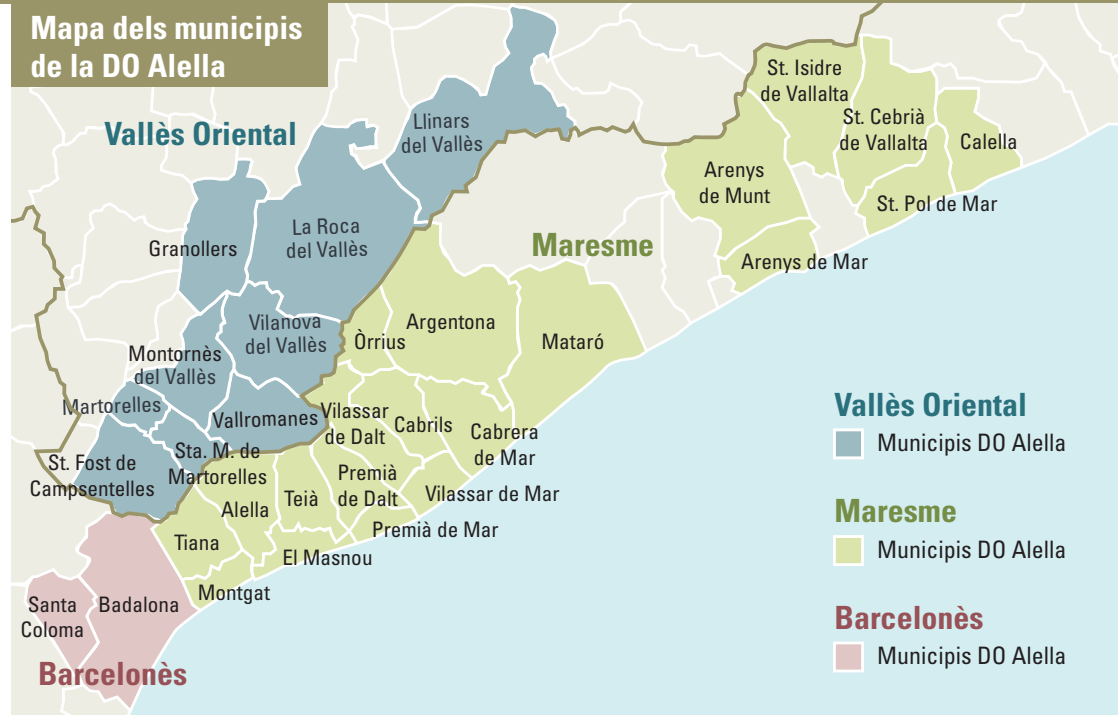 Mapa dels municipis
de la DO Alella
Vallès Oriental
Llinars
del Vallès
St. Isidre
de Vallalta
St. Cebrià
de Vallalta
Calella
Arenys
de Munt
St. Pol de Mar
Granollers
La Roca
del Vallès
Maresme
Arenys de Mar
Vilanova
del Vallès
Òrrius
Argentona
Mataró
Montornès
del Vallès
Martorelles
Vallromanes
Vilassar
de Dalt
Cabrils
Cabrera
de Mar
St. Fost de
Campsentelles
Sta. M. de
Martorelles
Alella
Teià
Premià
de Dalt
Vilassar de Mar
Premià de Mar
Tiana
El Masnou
Montgat
Santa
Coloma
Badalona
Barcelonès
Vallès Oriental
Municipis DO Alella
Maresme
Municipis DO Alella
Barcelonès
Municipis DO Alella